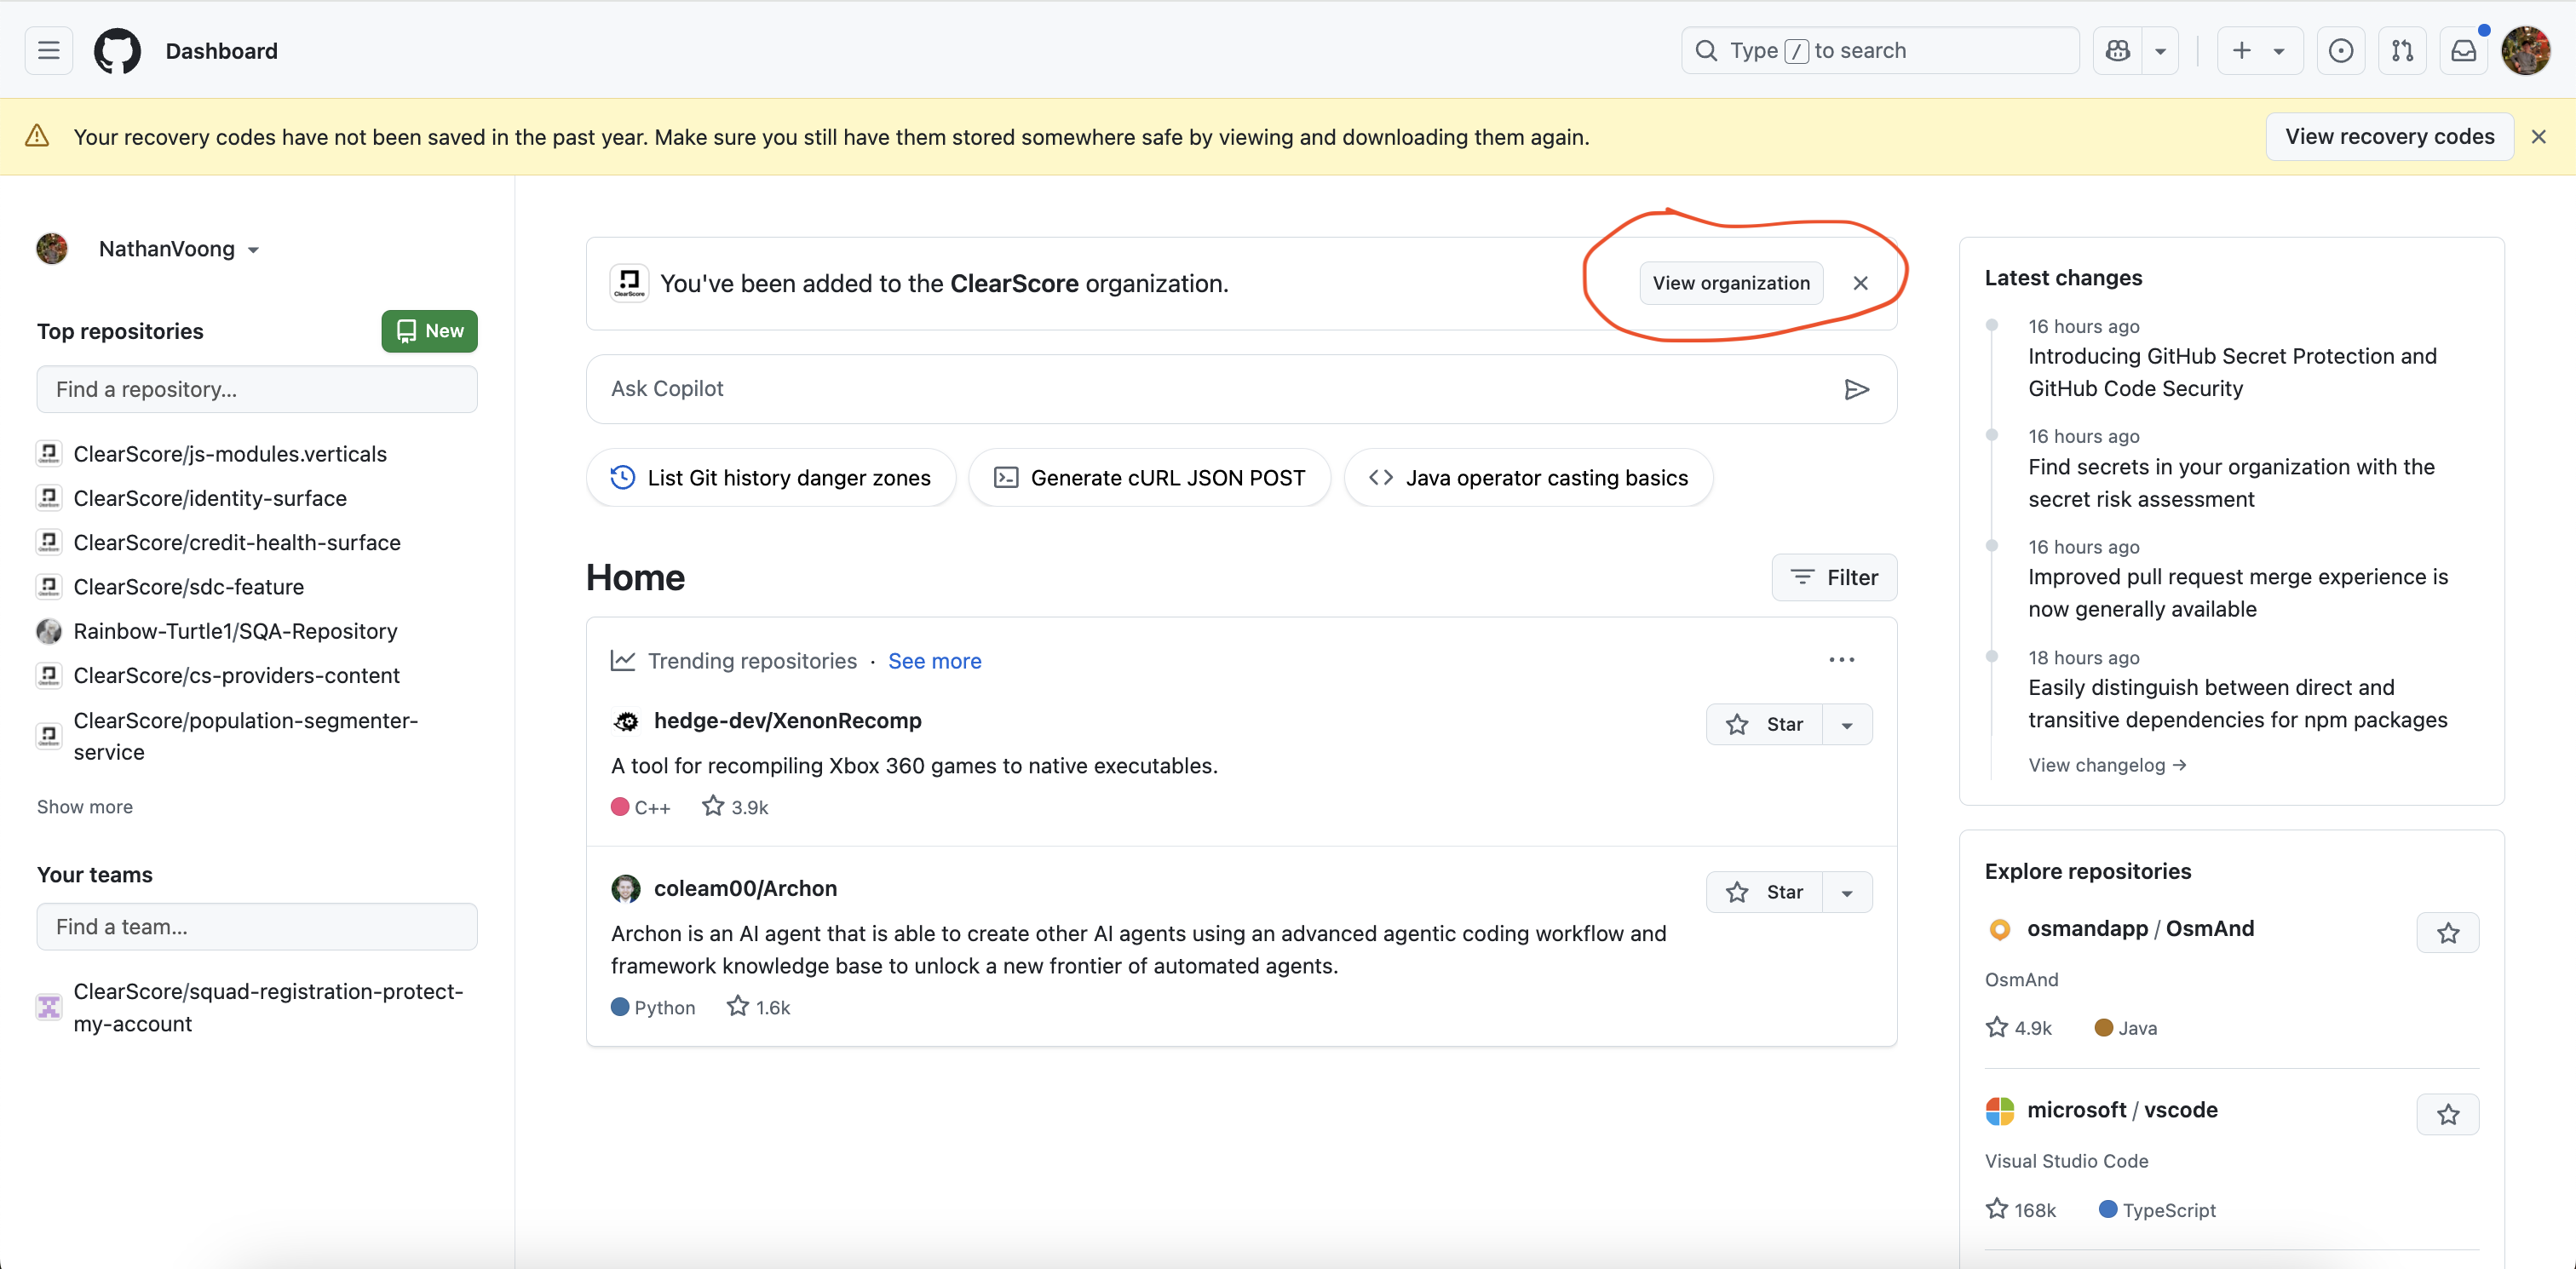 Dashboard
Type / to search
Your recovery codes have not been saved in the past year. Make sure you still have them stored somewhere safe by viewing and downloading them again.
View recovery codes
NathanVoong
Top repositories
New
Find a repository...
ClearScore/js-modules.verticals
ClearScore/identity-surface
ClearScore/credit-health-surface
ClearScore/sdc-feature
Rainbow-Turtle1/SQA-Repository
ClearScore/cs-providers-content
ClearScore/population-segmenter-
service
Show more
Your teams
Find a team...
ClearScore/squad-registration-protect-
my-account
ClearScore
You've been added to the ClearScore organization.
View organization
Ask Copilot
List Git history danger zones
Generate cURL JSON POST
Java operator casting basics
Home
Filter
Trending repositories · See more
hedge-dev/XenonRecomp
Star
A tool for recompiling Xbox 360 games to native executables.
C++ 3.9k
coleam00/Archon
Star
Archon is an AI agent that is able to create other AI agents using an advanced agentic coding workflow and
framework knowledge base to unlock a new frontier of automated agents.
Python 1.6k
Latest changes
16 hours ago
Introducing GitHub Secret Protection and
GitHub Code Security
16 hours ago
Find secrets in your organization with the
secret risk assessment
16 hours ago
Improved pull request merge experience is
now generally available
18 hours ago
Easily distinguish between direct and
transitive dependencies for npm packages
View changelog →
Explore repositories
osmandapp / OsmAnd
OsmAnd
4.9k Java
microsoft / vscode
Visual Studio Code
168k TypeScript